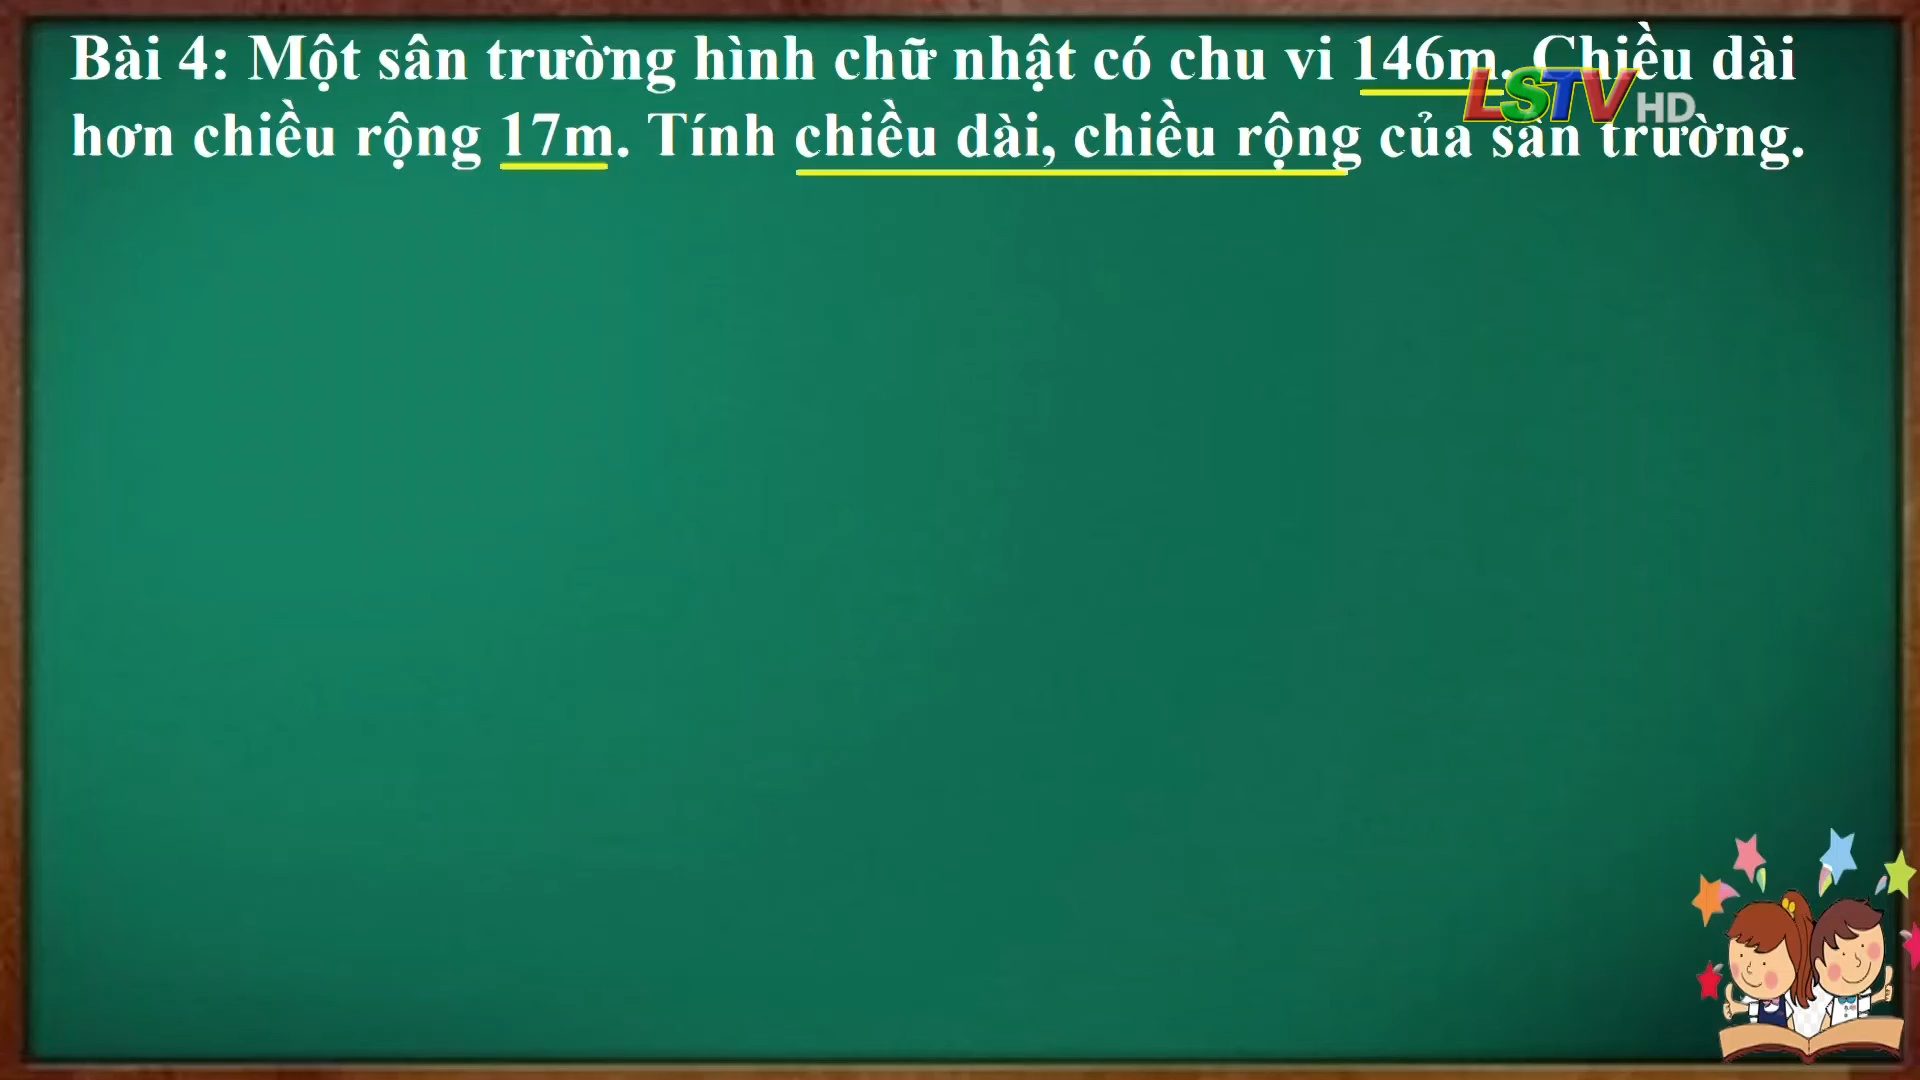 Bài 4: Một sân trường hình chữ nhật có chu vi 146m. Chiều dài
LSTV HD
hơn chiều rộng 17m. Tính chiều dài, chiều rộng của sân trường.